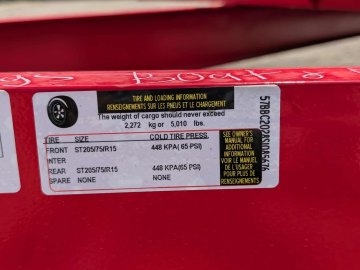 TIRE AND LOADING INFORMATION
RENSEIGNEMENTS SUR LES PNEUS ET LE CHARGEMENT
The weight of cargo should never exceed
2,272 kg or 5,010 lbs.
TIRE SIZE COLD TIRE PRESS.
FRONT ST205/75/R15 448 KPA( 65 PSI)
INTER
REAR ST205/75/R15 448 KPA( 65 PSI)
SPARE NONE NONE
SEE OWNER'S
MANUAL FOR
ADDITIONAL
INFORMATION
VOIR LE MANUEL
DE L'USAGER
POUR PLUS DE
RENSEIGNEMENTS